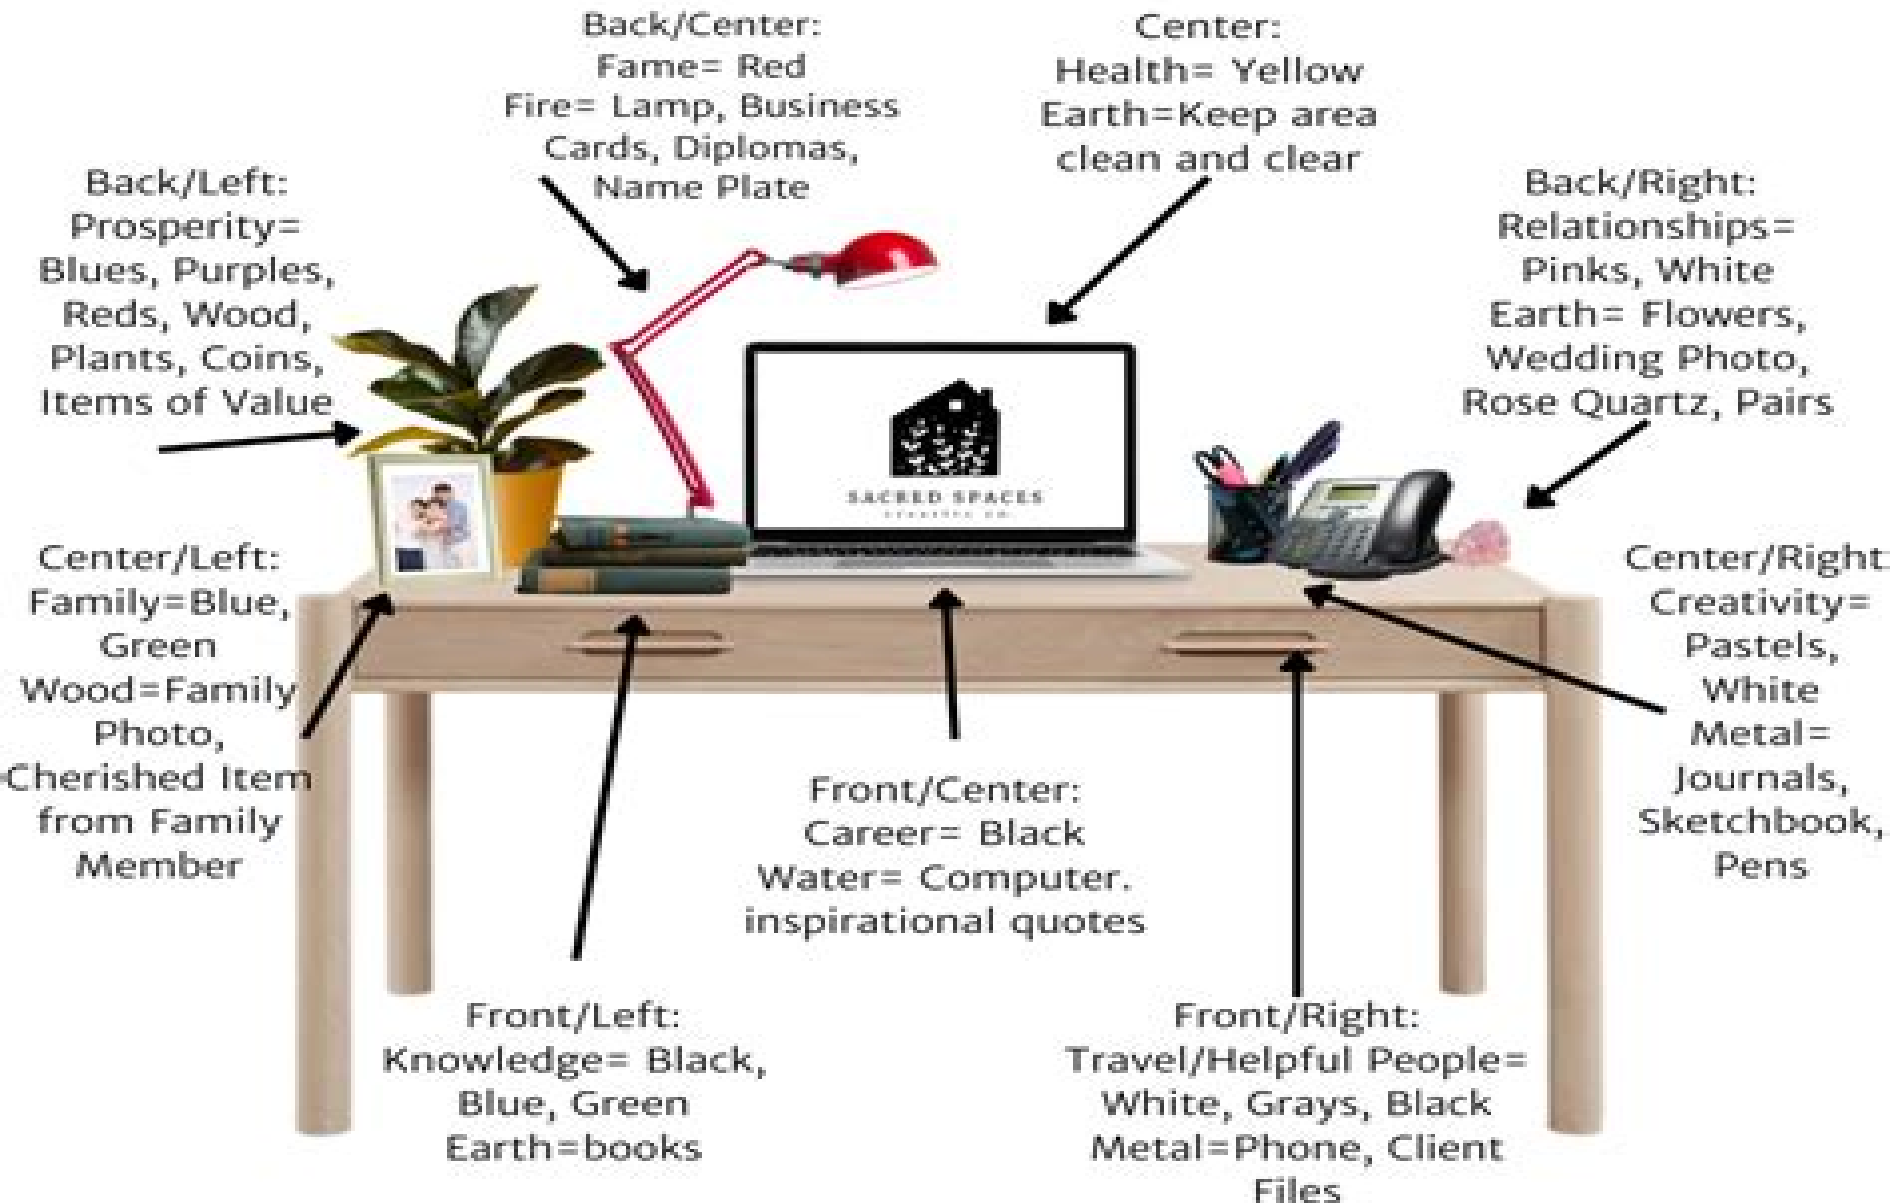 Back/Center:
Fame= Red
Fire= Lamp, Business
Cards, Diplomas,
Name Plate
Center:
Health= Yellow
Earth=Keep area
clean and clear
Back/Left:
Prosperity=
Blues, Purples,
Reds, Wood,
Plants, Coins,
Items of Value
Back/Right:
Relationships=
Pinks, White
Earth= Flowers,
Wedding Photo,
Rose Quartz, Pairs
SACRED SPACES
Center/Left:
Family=Blue,
Green
Wood=Family
Photo,
Cherished Item
from Family
Member
Center/Right:
Creativity=
Pastels,
White
Metal=
Journals,
Sketchbook,
Pens
Front/Center:
Career= Black
Water= Computer.
inspirational quotes
Front/Left:
Knowledge= Black,
Blue, Green
Earth=books
Front/Right:
Travel/Helpful People=
White, Grays, Black
Metal=Phone, Client
Files